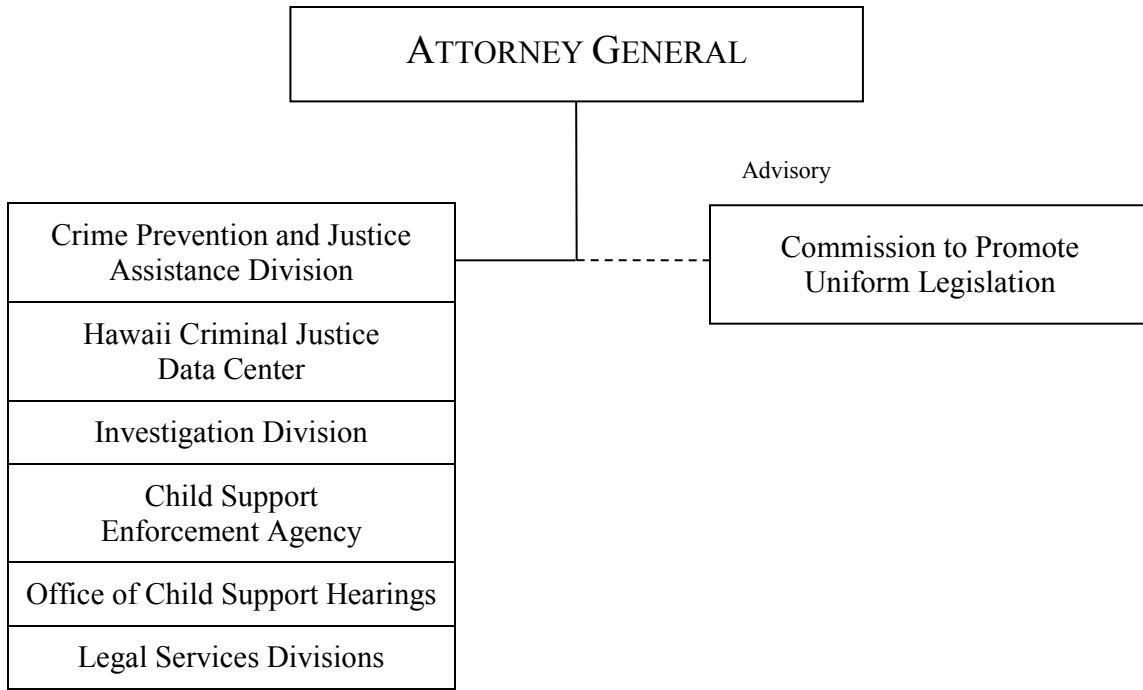 ATTORNEY GENERAL
Advisory
Crime Prevention and Justice
Assistance Division
Commission to Promote
Uniform Legislation
Hawaii Criminal Justice
Data Center
Investigation Division
Child Support
Enforcement Agency
Office of Child Support Hearings
Legal Services Divisions